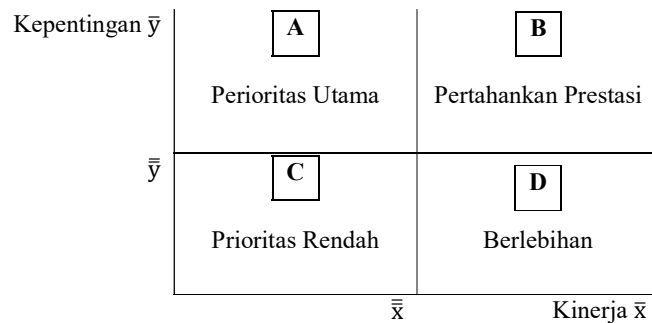 Kepentingan ȳ A B
Perioritas Utama Pertahankan Prestasi
y̿ C D
Prioritas Rendah Berlebihan
x̿ Kinerja x̄